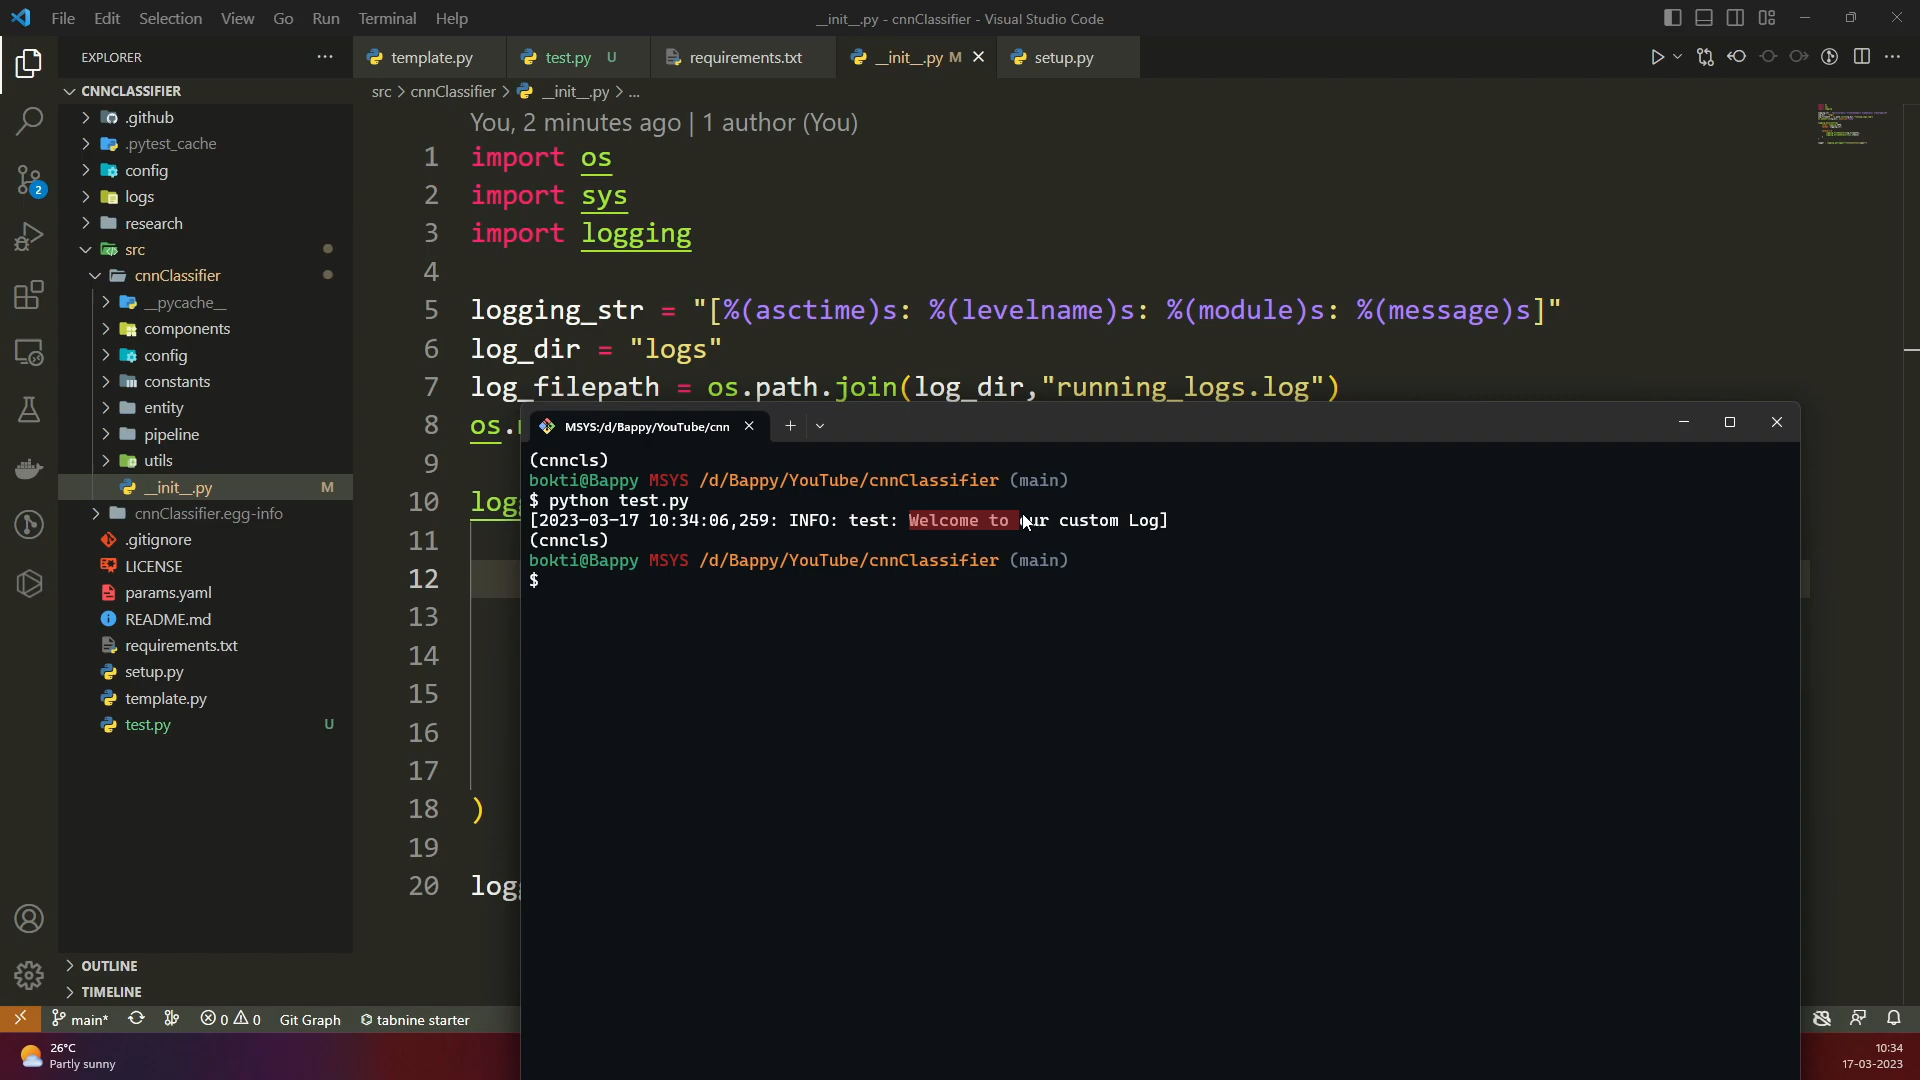 File Edit Selection View Go Run Terminal Help
__init__.py - cnnClassifier - Visual Studio Code
EXPLORER
template.py
test.py U
requirements.txt
__init__.py M
setup.py
CNNCLASSIFIER
src > cnnClassifier > __init__.py > ...
.github
.pytest_cache
config
logs
research
src
cnnClassifier
__pycache__
components
config
constants
entity
pipeline
utils
__init__.py M
cnnClassifier.egg-info
.gitignore
LICENSE
params.yaml
README.md
requirements.txt
setup.py
template.py
test.py U
OUTLINE
TIMELINE
2
You, 2 minutes ago | 1 author (You)
1 import os
2 import sys
3 import logging
4
5 logging_str = "[%(asctime)s: %(levelname)s: %(module)s: %(message)s]"
6 log_dir = "logs"
7 log_filepath = os.path.join(log_dir,"running_logs.log")
8 os.
9
10 log
11
12
13
14
15
16
17
18 )
19
20 log
MSYS:/d/Bappy/YouTube/cnn
(cnncls)
bokti@Bappy MSYS /d/Bappy/YouTube/cnnClassifier (main)
$ python test.py
[2023-03-17 10:34:06,259: INFO: test: Welcome to our custom Log]
(cnncls)
bokti@Bappy MSYS /d/Bappy/YouTube/cnnClassifier (main)
$
main* 0 0 Git Graph tabnine starter
26°C
Partly sunny
10:34
17-03-2023